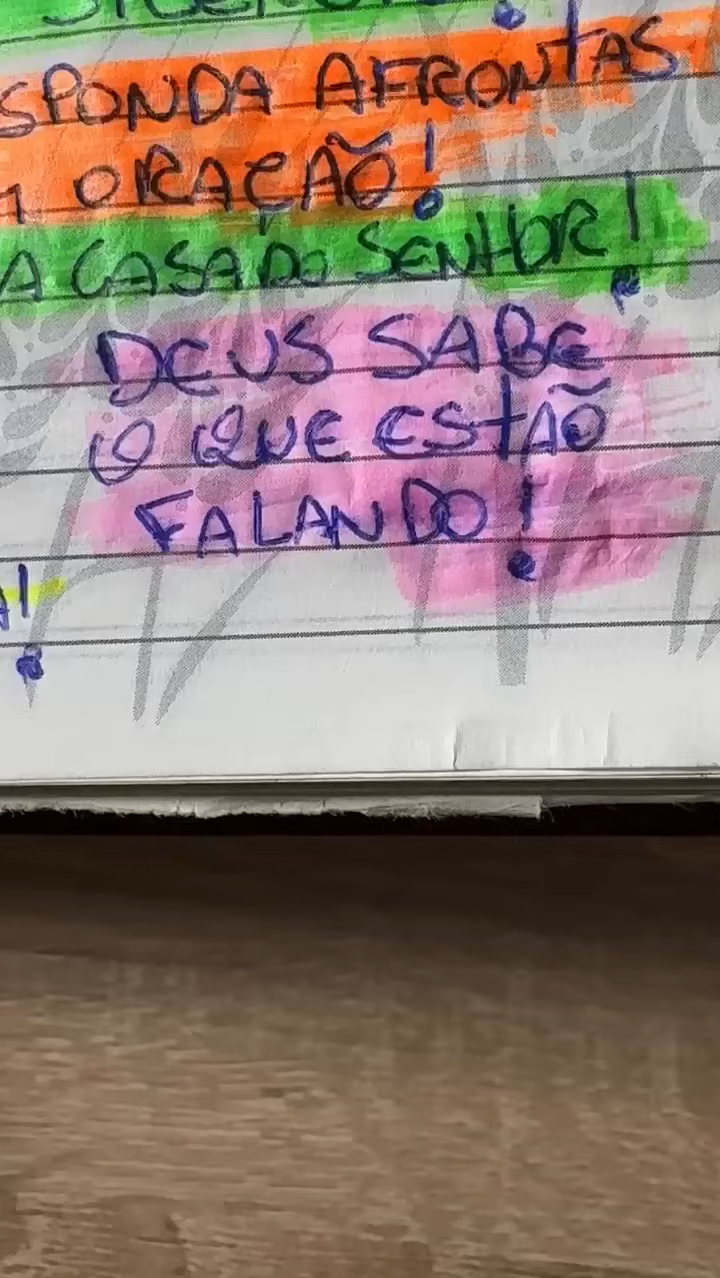 SPONDA AFRONTAS
ORAÇÃO!
A CASA DO SENHOR!
DEUS SABE
O QUE ESTÃO
FALANDO!
A!